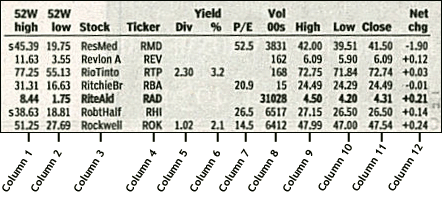 52W 52W Yield Vol Net
high low Stock Ticker Div % P/E 00s High Low Close chg
s45.39 19.75 ResMed RMD 52.5 3831 42.00 39.51 41.50 -1.90
11.63 3.55 Revlon A REV 162 6.09 5.90 6.09 +0.12
77.25 55.13 RioTinto RTP 2.30 3.2 168 72.75 71.84 72.74 +0.03
31.31 16.63 RitchieBr RBA 20.9 15 24.49 24.29 24.49 -0.01
8.44 1.75 RiteAid RAD 31028 4.50 4.20 4.31 +0.21
s38.63 18.81 RobtHalf RHI 26.5 6517 27.15 26.50 26.50 +0.14
51.25 27.69 Rockwell ROK 1.02 2.1 14.5 6412 47.99 47.00 47.54 +0.24
Column 1 Column 2 Column 3 Column 4 Column 5 Column 6 Column 7 Column 8 Column 9 Column 10 Column 11 Column 12